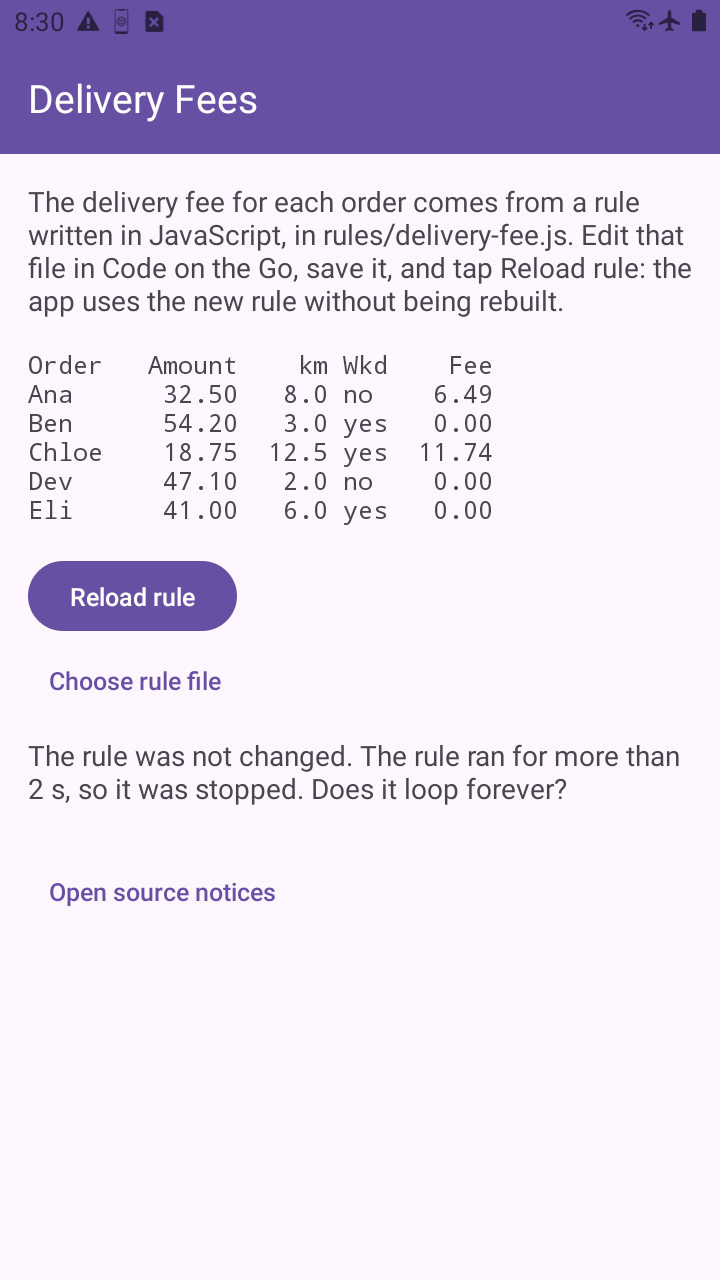 8:30
Delivery Fees
The delivery fee for each order comes from a rule
written in JavaScript, in rules/delivery-fee.js. Edit that
file in Code on the Go, save it, and tap Reload rule: the
app uses the new rule without being rebuilt.
Order Amount km Wkd Fee
Ana 32.50 8.0 no 6.49
Ben 54.20 3.0 yes 0.00
Chloe 18.75 12.5 yes 11.74
Dev 47.10 2.0 no 0.00
Eli 41.00 6.0 yes 0.00
Reload rule
Choose rule file
The rule was not changed. The rule ran for more than
2 s, so it was stopped. Does it loop forever?
Open source notices